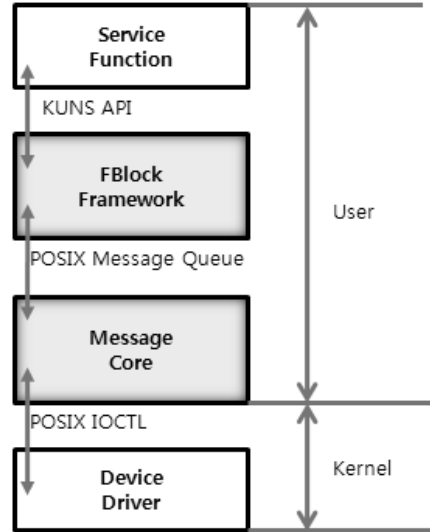 Service
Function
KUNS API
FBlock
Framework
User
POSIX Message Queue
Message
Core
POSIX IOCTL
Kernel
Device
Driver